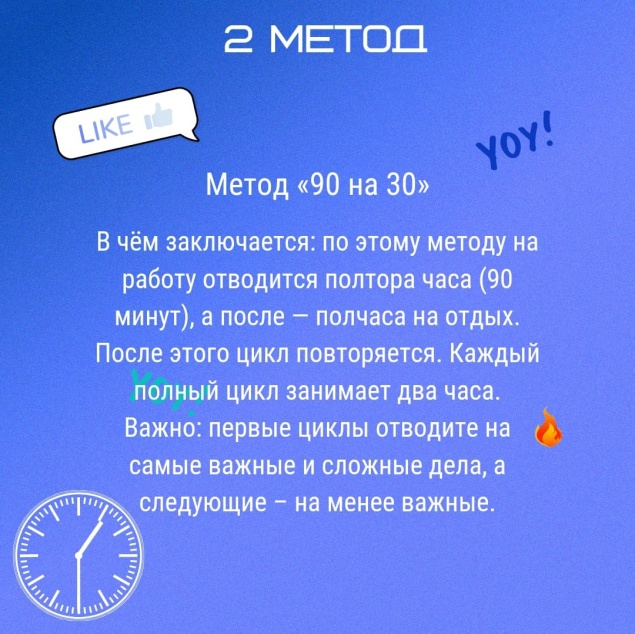 2 МЕТОД
LIKE
YOY!
Метод «90 на 30»
В чём заключается: по этому методу на
работу отводится полтора часа (90
минут), а после — полчаса на отдых.
После этого цикл повторяется. Каждый
YOY!
полный цикл занимает два часа.
Важно: первые циклы отводите на
самые важные и сложные дела, а
следующие – на менее важные.